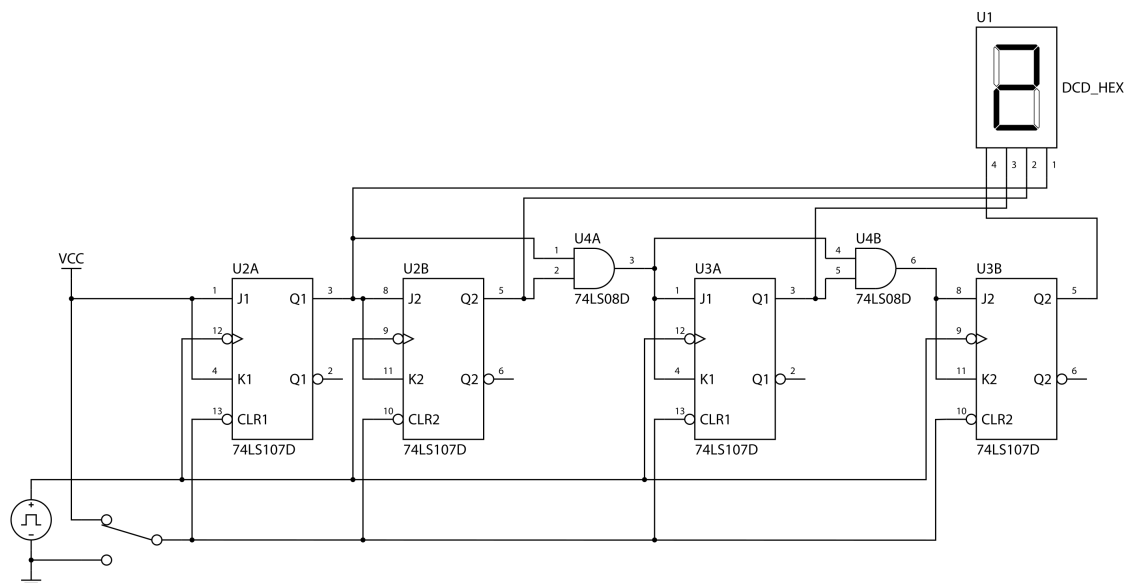 U1
DCD_HEX
4 3 2 1
VCC
U2A
1 J1 Q1 3
12
4 K1 Q1 2
13 CLR1
74LS107D
U2B
8 J2 Q2 5
9
11 K2 Q2 6
10 CLR2
74LS107D
U4A
1
2
3
74LS08D
U3A
1 J1 Q1 3
12
4 K1 Q1 2
13 CLR1
74LS107D
U4B
4
5
6
74LS08D
U3B
8 J2 Q2 5
9
11 K2 Q2 6
10 CLR2
74LS107D
+
−